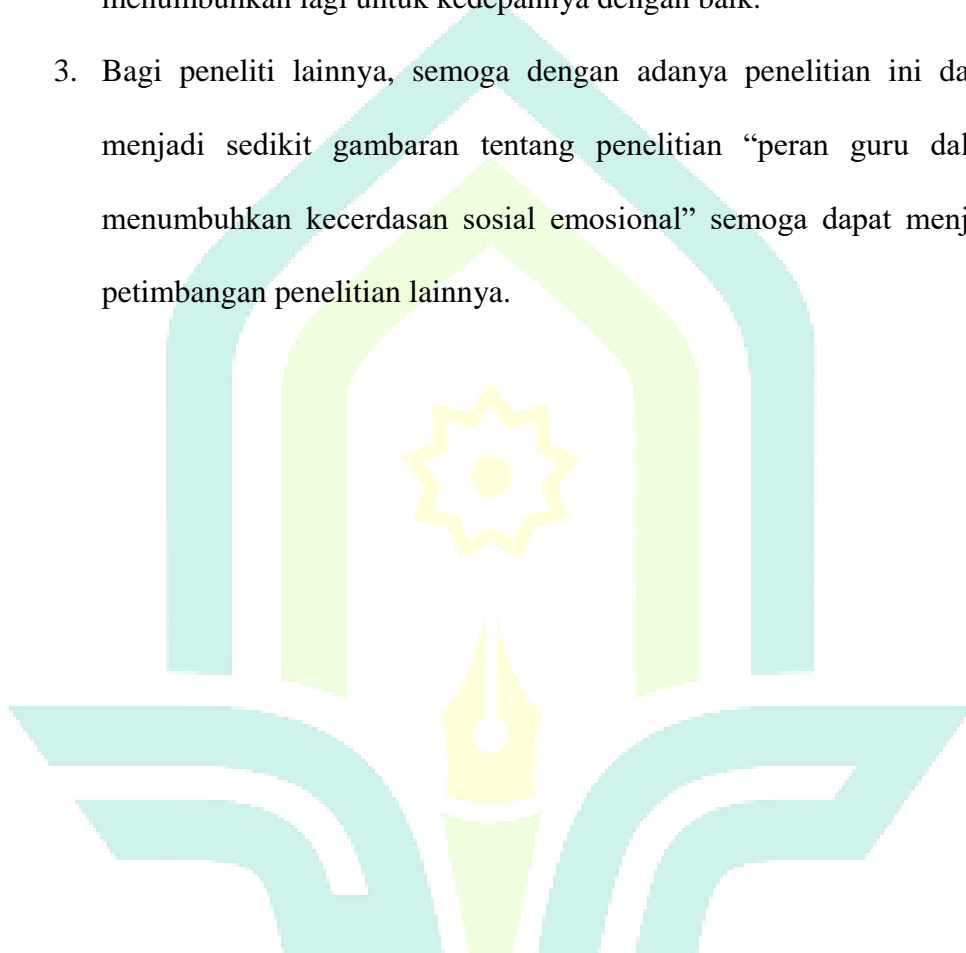 menumbuhkan lagi untuk kedepannya dengan baik.
3. Bagi peneliti lainnya, semoga dengan adanya penelitian ini da
menjadi sedikit gambaran tentang penelitian “peran guru dal
menumbuhkan kecerdasan sosial emosional” semoga dapat menj
petimbangan penelitian lainnya.